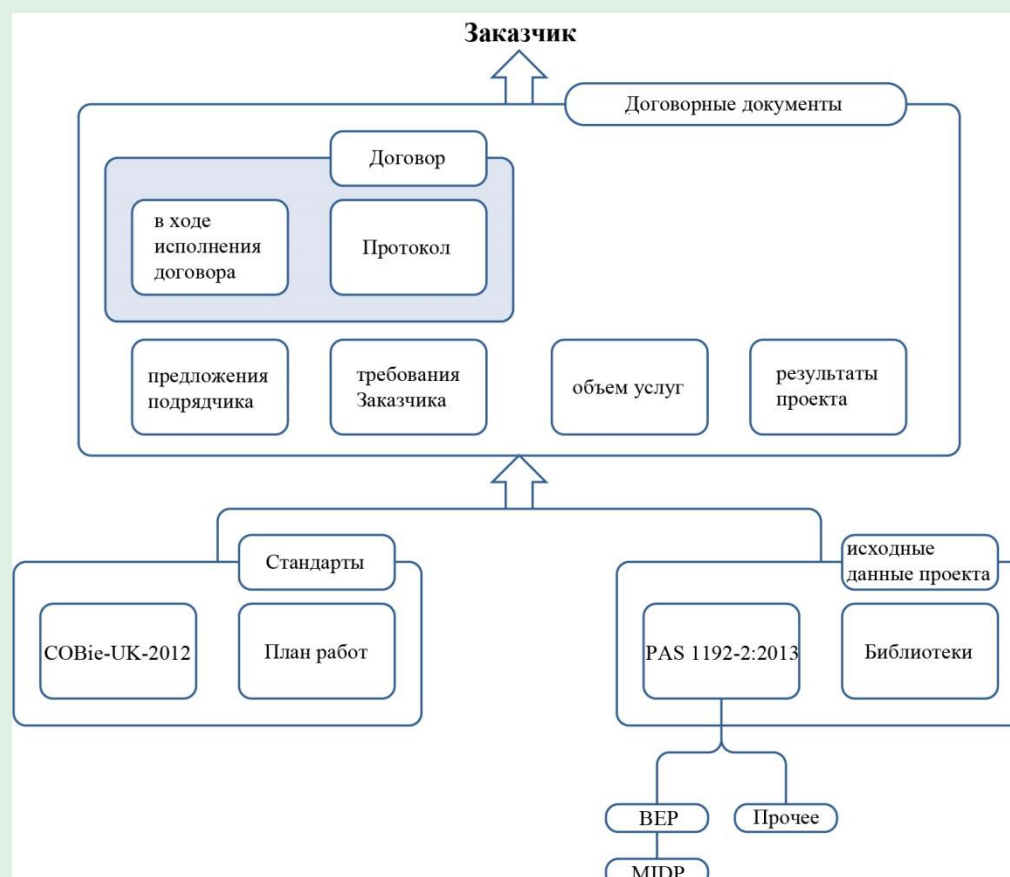 Заказчик
Договорные документы
Договор
в ходе
исполнения
договора
Протокол
предложения
подрядчика
требования
Заказчика
объем услуг
результаты
проекта
Стандарты
COBie-UK-2012
План работ
исходные
данные проекта
PAS 1192-2:2013
Библиотеки
BEP
Прочее
MIDP